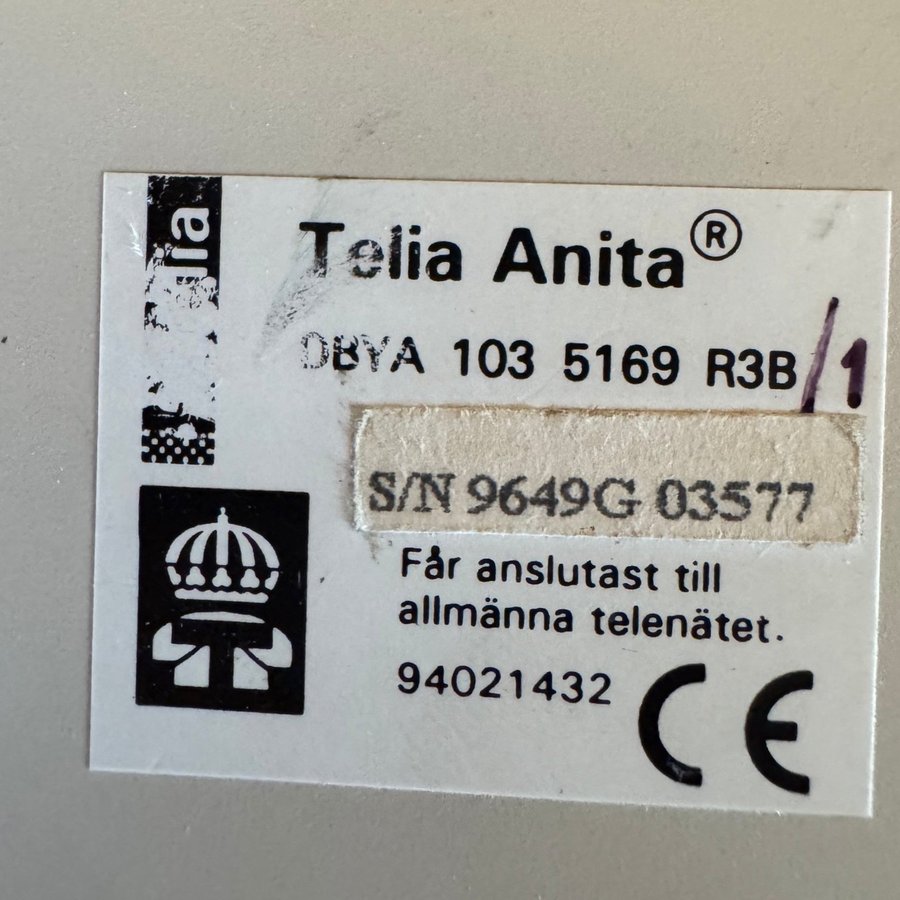 Telia Anita®
DBYA 103 5169 R3B/1
S/N 9649G 03577
Får anslutast till
allmänna telenätet.
94021432
CE